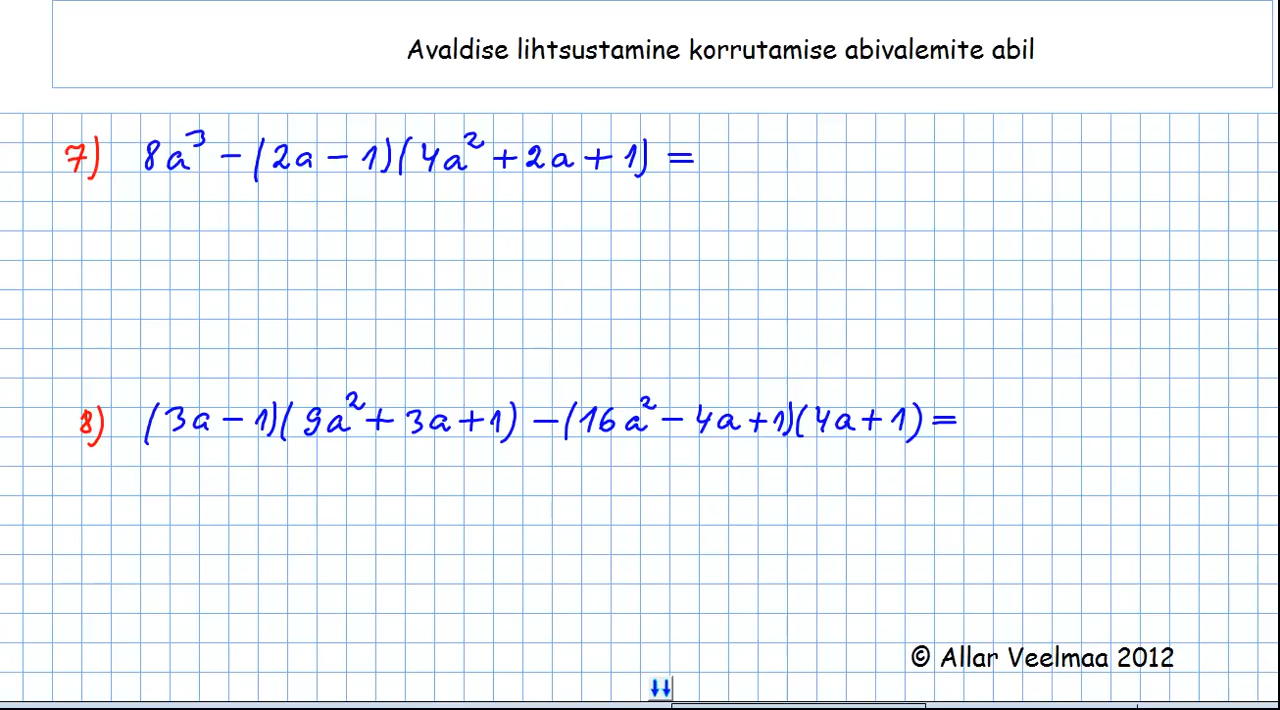 Avaldise lihtsustamine korrutamise abivalemite abil
7) 8a³ - (2a - 1)(4a² + 2a + 1) =
8) (3a - 1)(9a² + 3a + 1) - (16a² - 4a + 1)(4a + 1) =
© Allar Veelmaa 2012